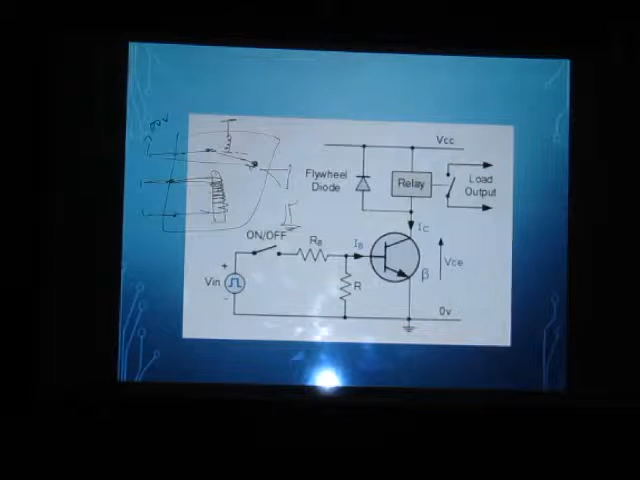 Vcc
Flywheel
Diode
Relay
Load
Output
IC
ON/OFF
RB
IB
Vce
β
+
Vin
-
R
0v